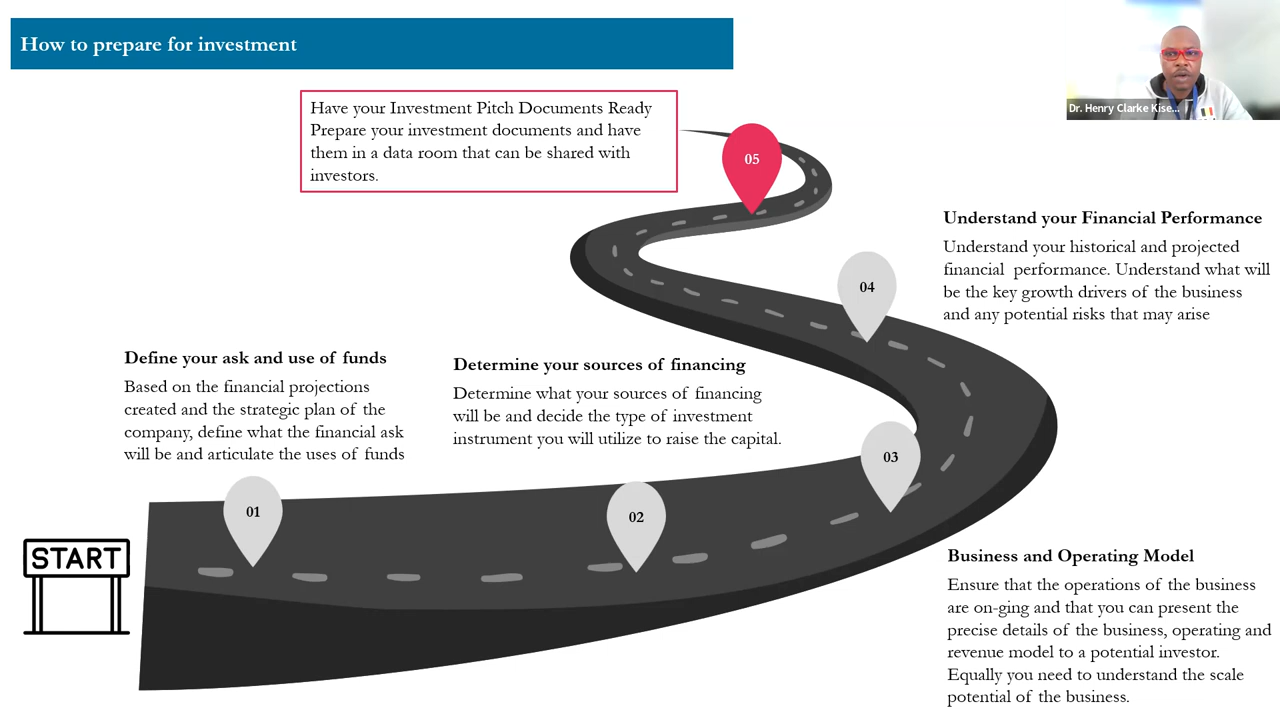 How to prepare for investment
Dr. Henry Clarke Kise...
Have your Investment Pitch Documents Ready
Prepare your investment documents and have
them in a data room that can be shared with
investors.
05
Understand your Financial Performance
Understand your historical and projected
financial performance. Understand what will
be the key growth drivers of the business
and any potential risks that may arise
04
Define your ask and use of funds
Based on the financial projections
created and the strategic plan of the
company, define what the financial ask
will be and articulate the uses of funds
Determine your sources of financing
Determine what your sources of financing
will be and decide the type of investment
instrument you will utilize to raise the capital.
03
01
02
START
Business and Operating Model
Ensure that the operations of the business
are on-ging and that you can present the
precise details of the business, operating and
revenue model to a potential investor.
Equally you need to understand the scale
potential of the business.